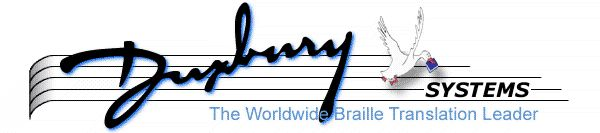 Duxbury
SYSTEMS
The Worldwide Braille Translation Leader